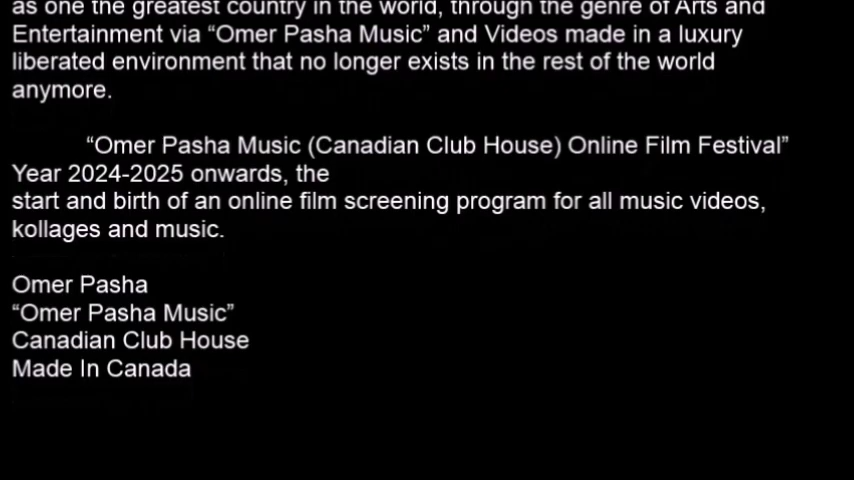 as one the greatest country in the world, through the genre of Arts and
Entertainment via “Omer Pasha Music” and Videos made in a luxury
liberated environment that no longer exists in the rest of the world
anymore.
“Omer Pasha Music (Canadian Club House) Online Film Festival”
Year 2024-2025 onwards, the
start and birth of an online film screening program for all music videos,
kollages and music.
Omer Pasha
“Omer Pasha Music”
Canadian Club House
Made In Canada